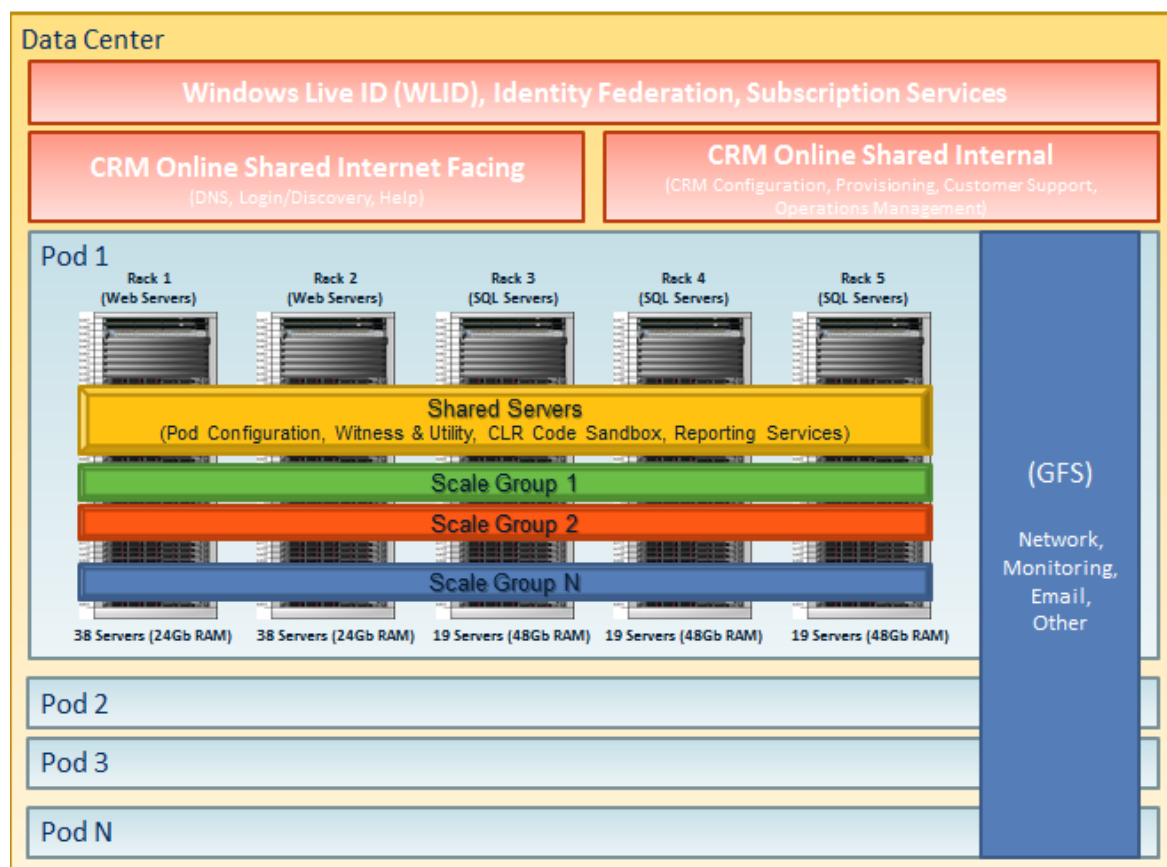 Data Center
Windows Live ID (WLID), Identity Federation, Subscription Services
CRM Online Shared Internet Facing
(DNS, Login/Discovery, Help)
CRM Online Shared Internal
(CRM Configuration, Provisioning, Customer Support,
Operations Management)
Pod 1
Rack 1
(Web Servers)
Rack 2
(Web Servers)
Rack 3
(SQL Servers)
Rack 4
(SQL Servers)
Rack 5
(SQL Servers)
Shared Servers
(Pod Configuration, Witness & Utility, CLR Code Sandbox, Reporting Services)
Scale Group 1
Scale Group 2
Scale Group N
38 Servers (24Gb RAM)
38 Servers (24Gb RAM)
19 Servers (48Gb RAM)
19 Servers (48Gb RAM)
19 Servers (48Gb RAM)
(GFS)
Network,
Monitoring,
Email,
Other
Pod 2
Pod 3
Pod N